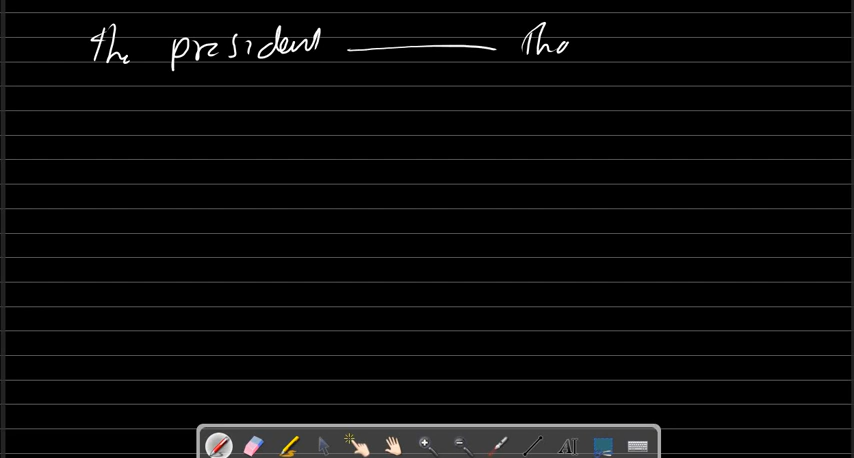 the president ——— Tho